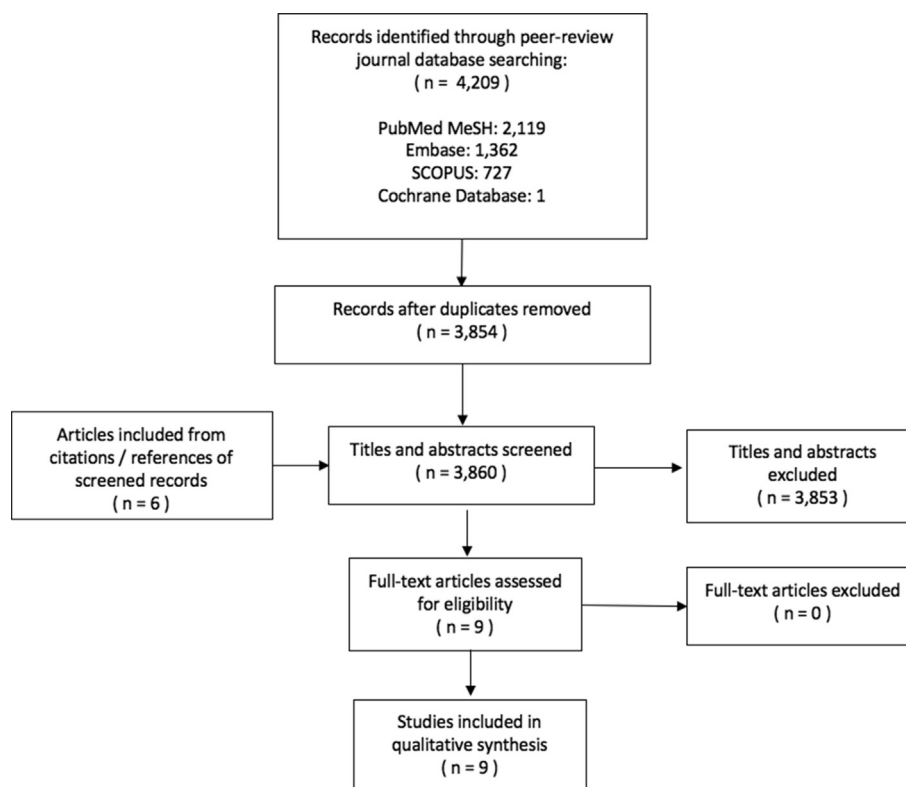 Records identified through peer-review
journal database searching:
( n =  4,209 )
PubMed MeSH: 2,119
Embase: 1,362
SCOPUS: 727
Cochrane Database: 1
Records after duplicates removed
( n = 3,854 )
Articles included from
citations / references of
screened records
( n = 6 )
Titles and abstracts screened
( n = 3,860 )
Titles and abstracts
excluded
( n = 3,853 )
Full-text articles assessed
for eligibility
( n = 9 )
Full-text articles excluded
( n = 0 )
Studies included in
qualitative synthesis
( n = 9 )